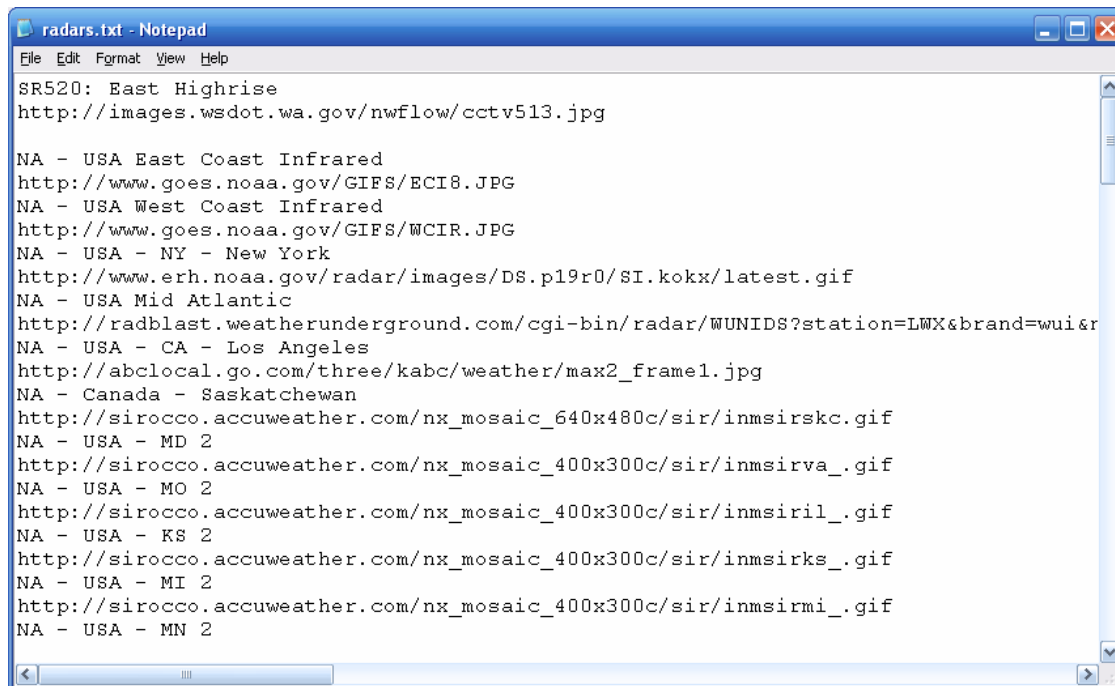 radars.txt - Notepad
File Edit Format View Help
SR520: East Highrise
http://images.wsdot.wa.gov/nwflow/cctv513.jpg
NA - USA East Coast Infrared
http://www.goes.noaa.gov/GIFS/ECI8.JPG
NA - USA West Coast Infrared
http://www.goes.noaa.gov/GIFS/WCIR.JPG
NA - USA - NY - New York
http://www.erh.noaa.gov/radar/images/DS.p19r0/SI.kokx/latest.gif
NA - USA Mid Atlantic
http://radblast.weatherunderground.com/cgi-bin/radar/WUNIDS?station=LWX&brand=wui&r
NA - USA - CA - Los Angeles
http://abclocal.go.com/three/kabc/weather/max2_frame1.jpg
NA - Canada - Saskatchewan
http://sirocco.accuweather.com/nx_mosaic_640x480c/sir/inmsirskc.gif
NA - USA - MD 2
http://sirocco.accuweather.com/nx_mosaic_400x300c/sir/inmsirva_.gif
NA - USA - MO 2
http://sirocco.accuweather.com/nx_mosaic_400x300c/sir/inmsiril_.gif
NA - USA - KS 2
http://sirocco.accuweather.com/nx_mosaic_400x300c/sir/inmsirks_.gif
NA - USA - MI 2
http://sirocco.accuweather.com/nx_mosaic_400x300c/sir/inmsirmi_.gif
NA - USA - MN 2